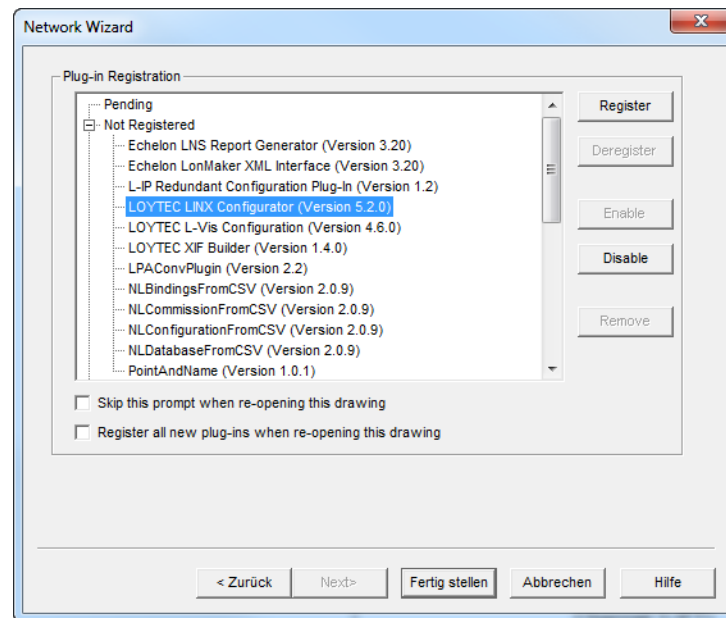 Network Wizard
Plug-in Registration
Pending
Not Registered
Echelon LNS Report Generator (Version 3.20)
Echelon LonMaker XML Interface (Version 3.20)
L-IP Redundant Configuration Plug-In (Version 1.2)
LOYTEC LINX Configurator (Version 5.2.0)
LOYTEC L-Vis Configuration (Version 4.6.0)
LOYTEC XIF Builder (Version 1.4.0)
LPAConvPlugin (Version 2.2)
NLBindingsFromCSV (Version 2.0.9)
NLCommissionFromCSV (Version 2.0.9)
NLConfigurationFromCSV (Version 2.0.9)
NLDatabaseFromCSV (Version 2.0.9)
PointAndName (Version 1.0.1)
Register
Deregister
Enable
Disable
Remove
Skip this prompt when re-opening this drawing
Register all new plug-ins when re-opening this drawing
< Zurück
Next>
Fertig stellen
Abbrechen
Hilfe